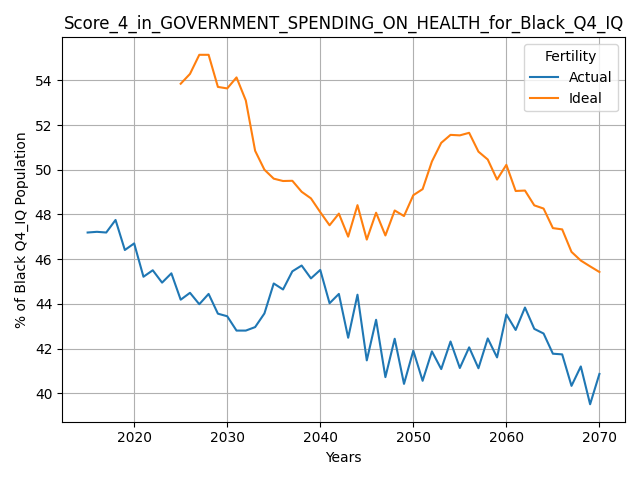 Score_4_in_GOVERNMENT_SPENDING_ON_HEALTH_for_Black_Q4_IQ
Fertility
Actual
Ideal
% of Black Q4_IQ Population
54
52
50
48
46
44
42
40
2020
2030
2040
2050
2060
2070
Years